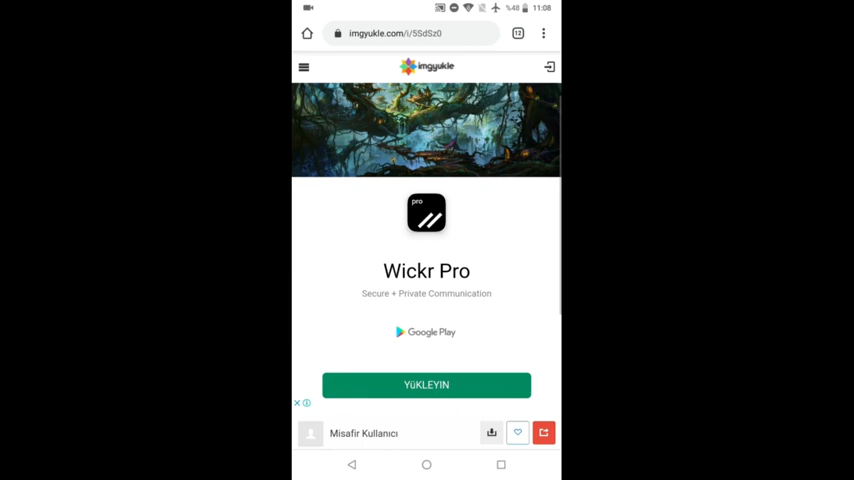 %48 11:08
imgyukle.com/i/5SdSz0
12
imgyukle
pro
Wickr Pro
Secure + Private Communication
Google Play
YüKLEYIN
Misafir Kullanıcı